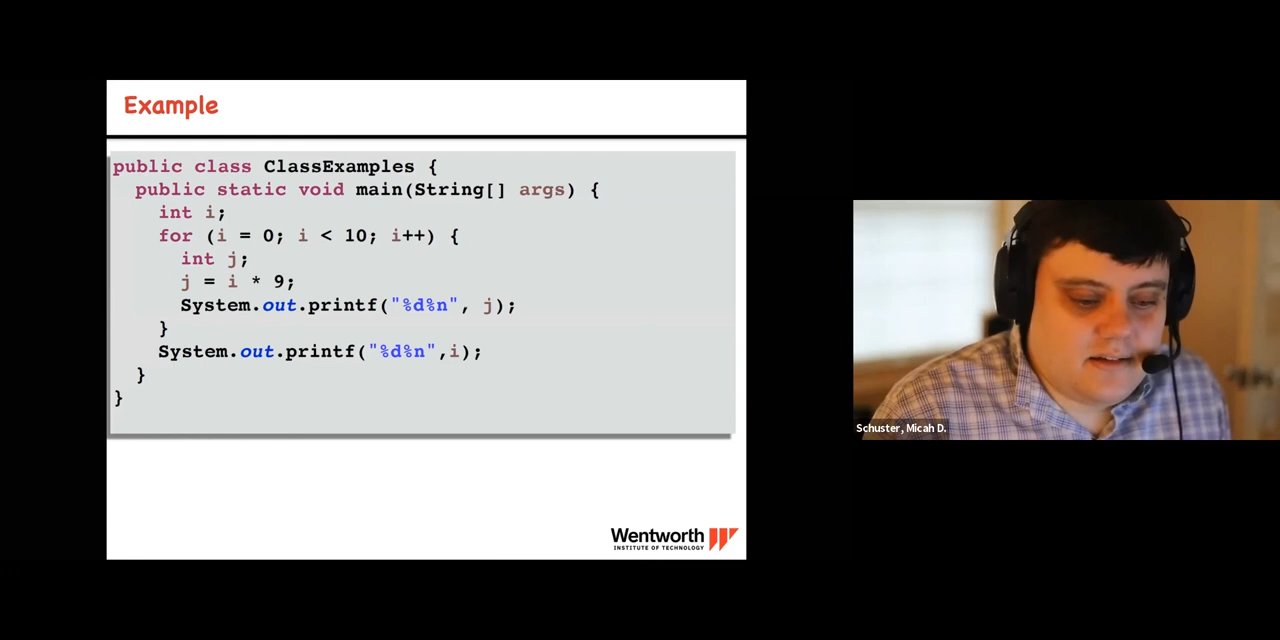 Example
public class ClassExamples {
public static void main(String[] args) {
int i;
for (i = 0; i < 10; i++) {
int j;
j = i * 9;
System.out.printf("%d%n", j);
}
System.out.printf("%d%n",i);
}
}
Schuster, Micah D.
Wentworth
INSTITUTE OF TECHNOLOGY